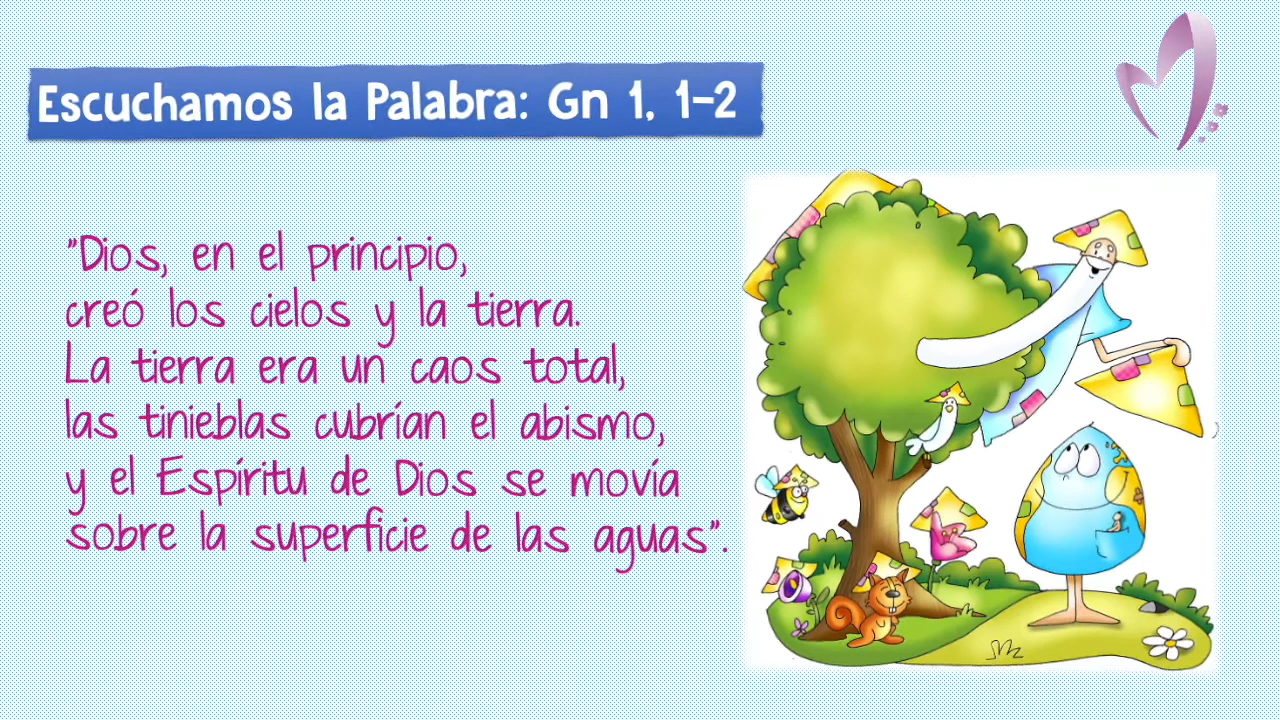 Escuchamos la Palabra: Gn 1, 1-2
"Dios, en el principio,
creó los cielos y la tierra.
La tierra era un caos total,
las tinieblas cubrían el abismo,
y el Espíritu de Dios se movía
sobre la superficie de las aguas".